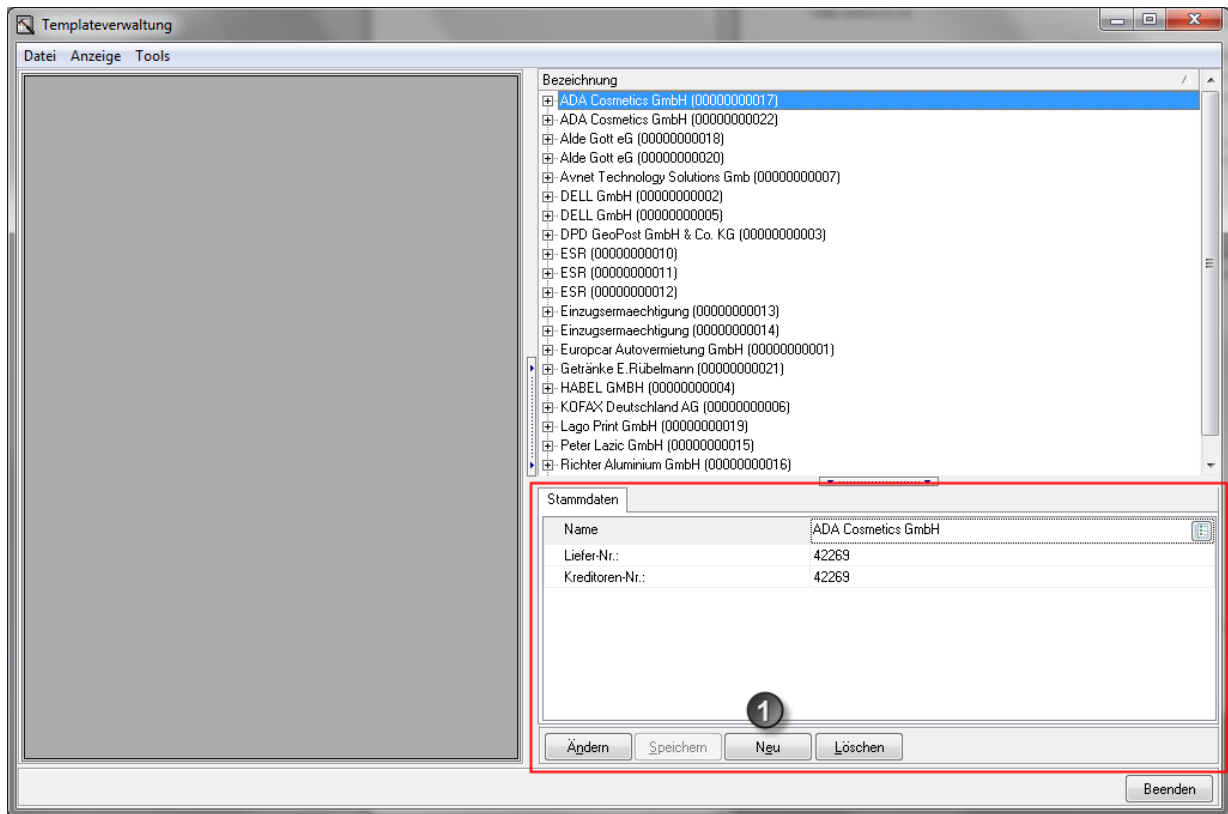 Templateverwaltung
Datei Anzeige Tools
Bezeichnung
ADA Cosmetics GmbH (00000000017)
ADA Cosmetics GmbH (00000000022)
Alde Gott eG (00000000018)
Alde Gott eG (00000000020)
Avnet Technology Solutions Gmb (00000000007)
DELL GmbH (00000000002)
DELL GmbH (00000000005)
DPD GeoPost GmbH & Co. KG (00000000003)
ESR (00000000010)
ESR (00000000011)
ESR (00000000012)
Einzugsermaechtigung (00000000013)
Einzugsermaechtigung (00000000014)
Europcar Autovermietung GmbH (00000000001)
Getränke E.Rübelmann (00000000021)
HABEL GMBH (00000000004)
KOFAX Deutschland AG (00000000006)
Lago Print GmbH (00000000019)
Peter Lazic GmbH (00000000015)
Richter Aluminium GmbH (00000000016)
Stammdaten
Name ADA Cosmetics GmbH
Liefer-Nr.: 42269
Kreditoren-Nr.: 42269
1
Ändern Speichern Neu Löschen
Beenden